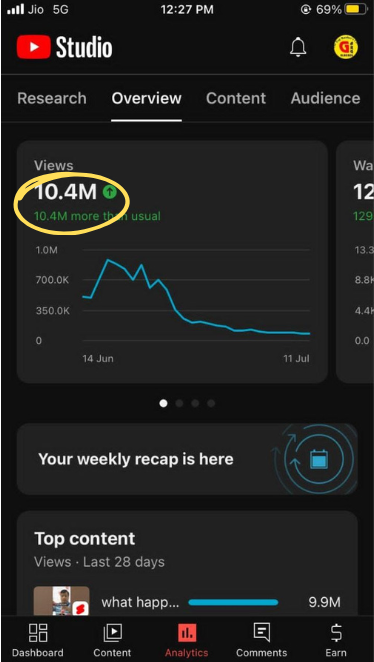 Jio 5G 12:27 PM 69%
Studio
Research Overview Content Audience
Views
10.4M
10.4M more than usual
1.0M
700.0K
350.0K
0
14 Jun 11 Jul
Wa
12
129
13.3
8.8K
4.4K
0.0
Your weekly recap is here
Top content
Views · Last 28 days
what happ... 9.9M
Dashboard Content Analytics Comments Earn